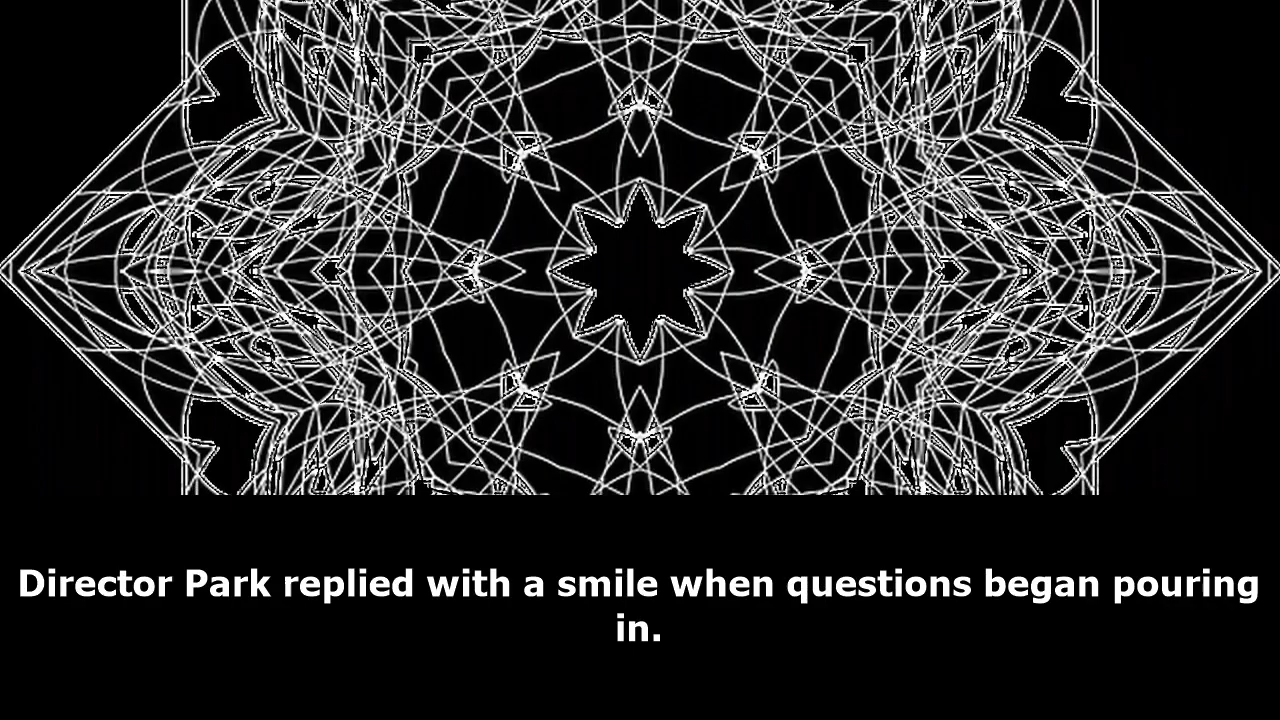 Director Park replied with a smile when questions began pouring
in.